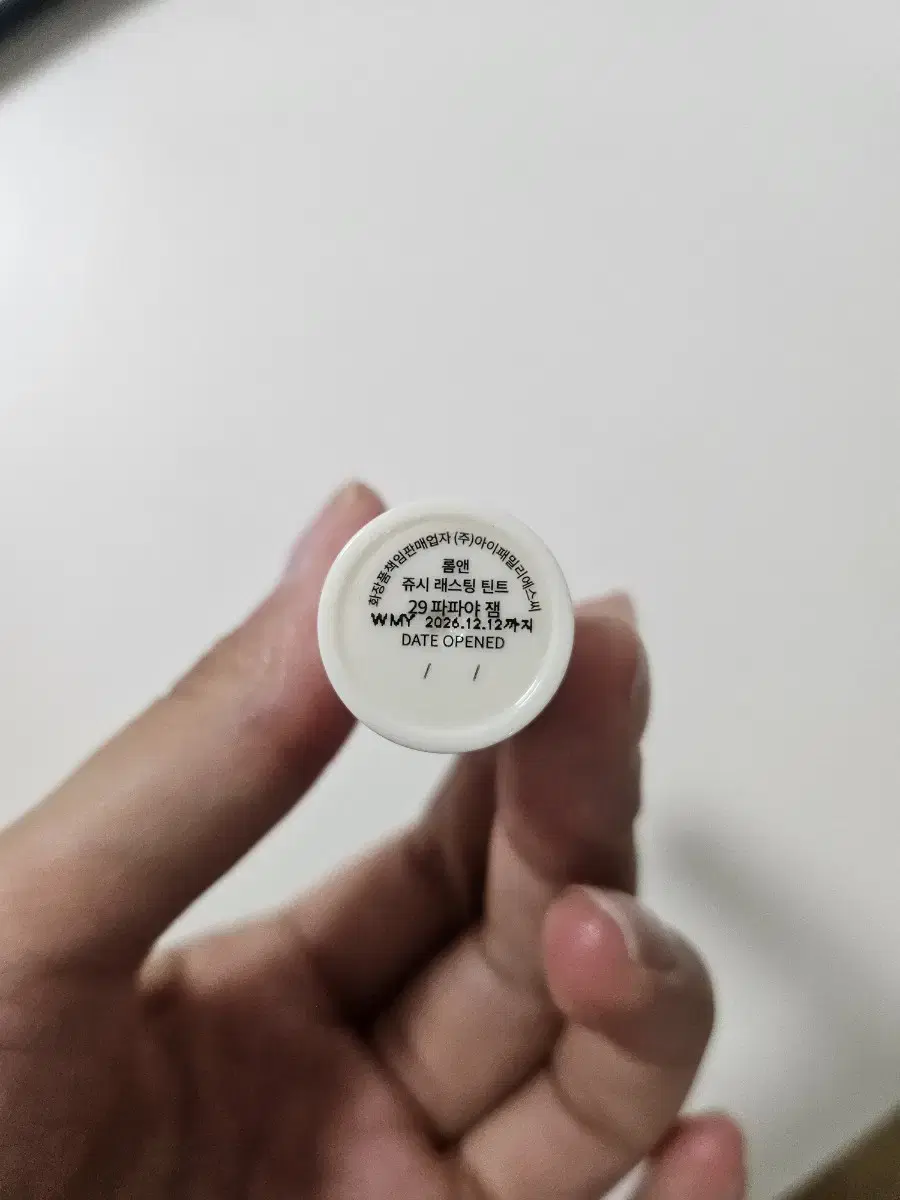 화장품책임판매업자 (주)아이패밀리에스씨
롬앤
쥬시 래스팅 틴트
29 파파야 잼
WMY 2026.12.12까지
DATE OPENED
/ /